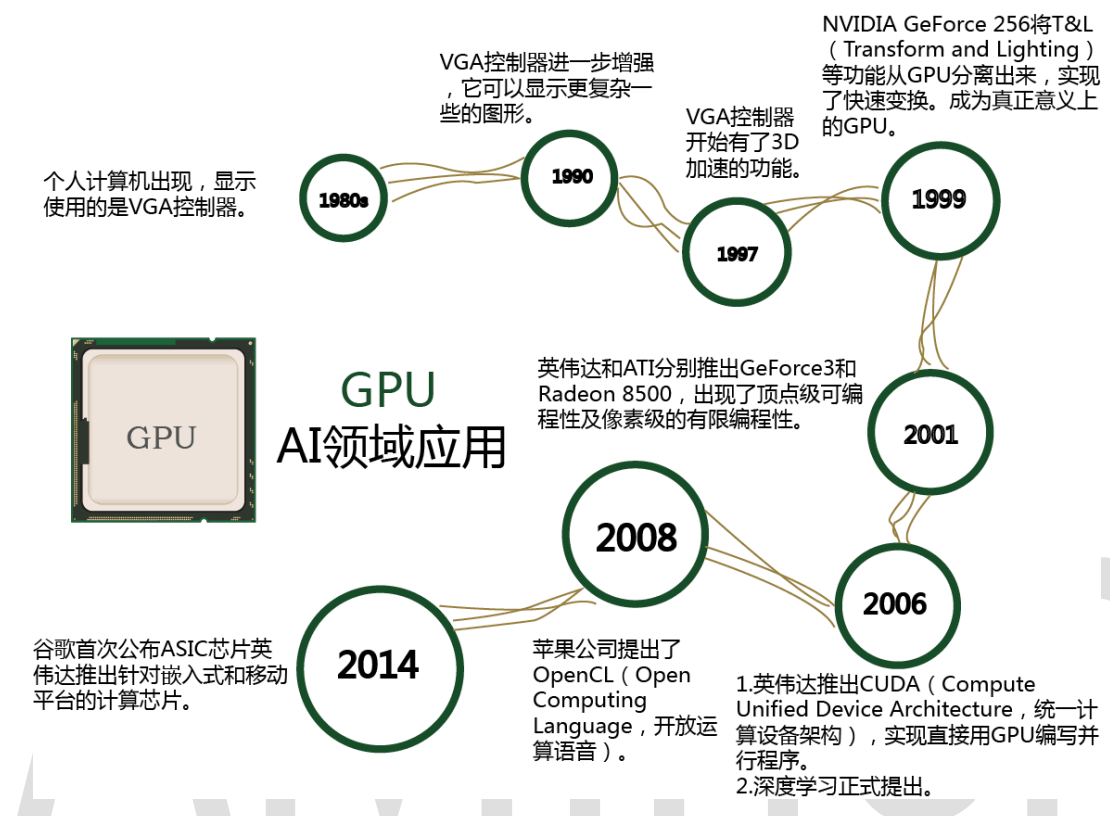 个人计算机出现，显示
使用的是VGA控制器。
1980s
VGA控制器进一步增强
，它可以显示更复杂一
些的图形。
1990
VGA控制器
开始有了3D
加速的功能。
1997
NVIDIA GeForce 256将T&L
（Transform and Lighting）
等功能从GPU分离出来，实现
了快速变换。成为真正意义上
的GPU。
1999
GPU
GPU
AI领域应用
英伟达和ATI分别推出GeForce3和
Radeon 8500，出现了顶点级可编
程性及像素级的有限编程性。
2001
2006
1.英伟达推出CUDA（Compute
Unified Device Architecture，统一计
算设备架构），实现直接用GPU编写并
行程序。
2.深度学习正式提出。
2008
苹果公司提出了
OpenCL（Open
Computing
Language，开放运
算语音）。
2014
谷歌首次公布ASIC芯片英
伟达推出针对嵌入式和移动
平台的计算芯片。